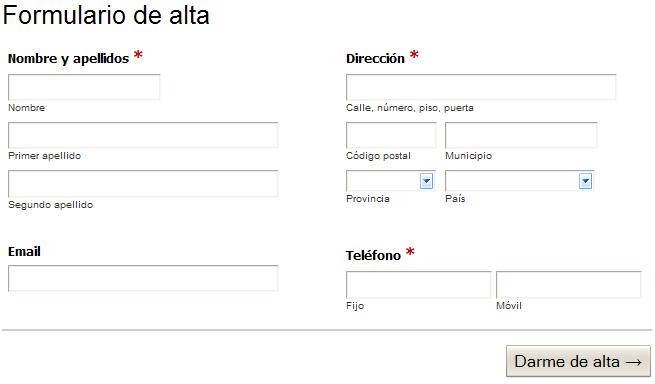 Formulario de alta
Nombre y apellidos *
Nombre
Primer apellido
Segundo apellido
Email
Dirección *
Calle, número, piso, puerta
Código postal Municipio
Provincia País
Teléfono *
Fijo Móvil
Darme de alta →